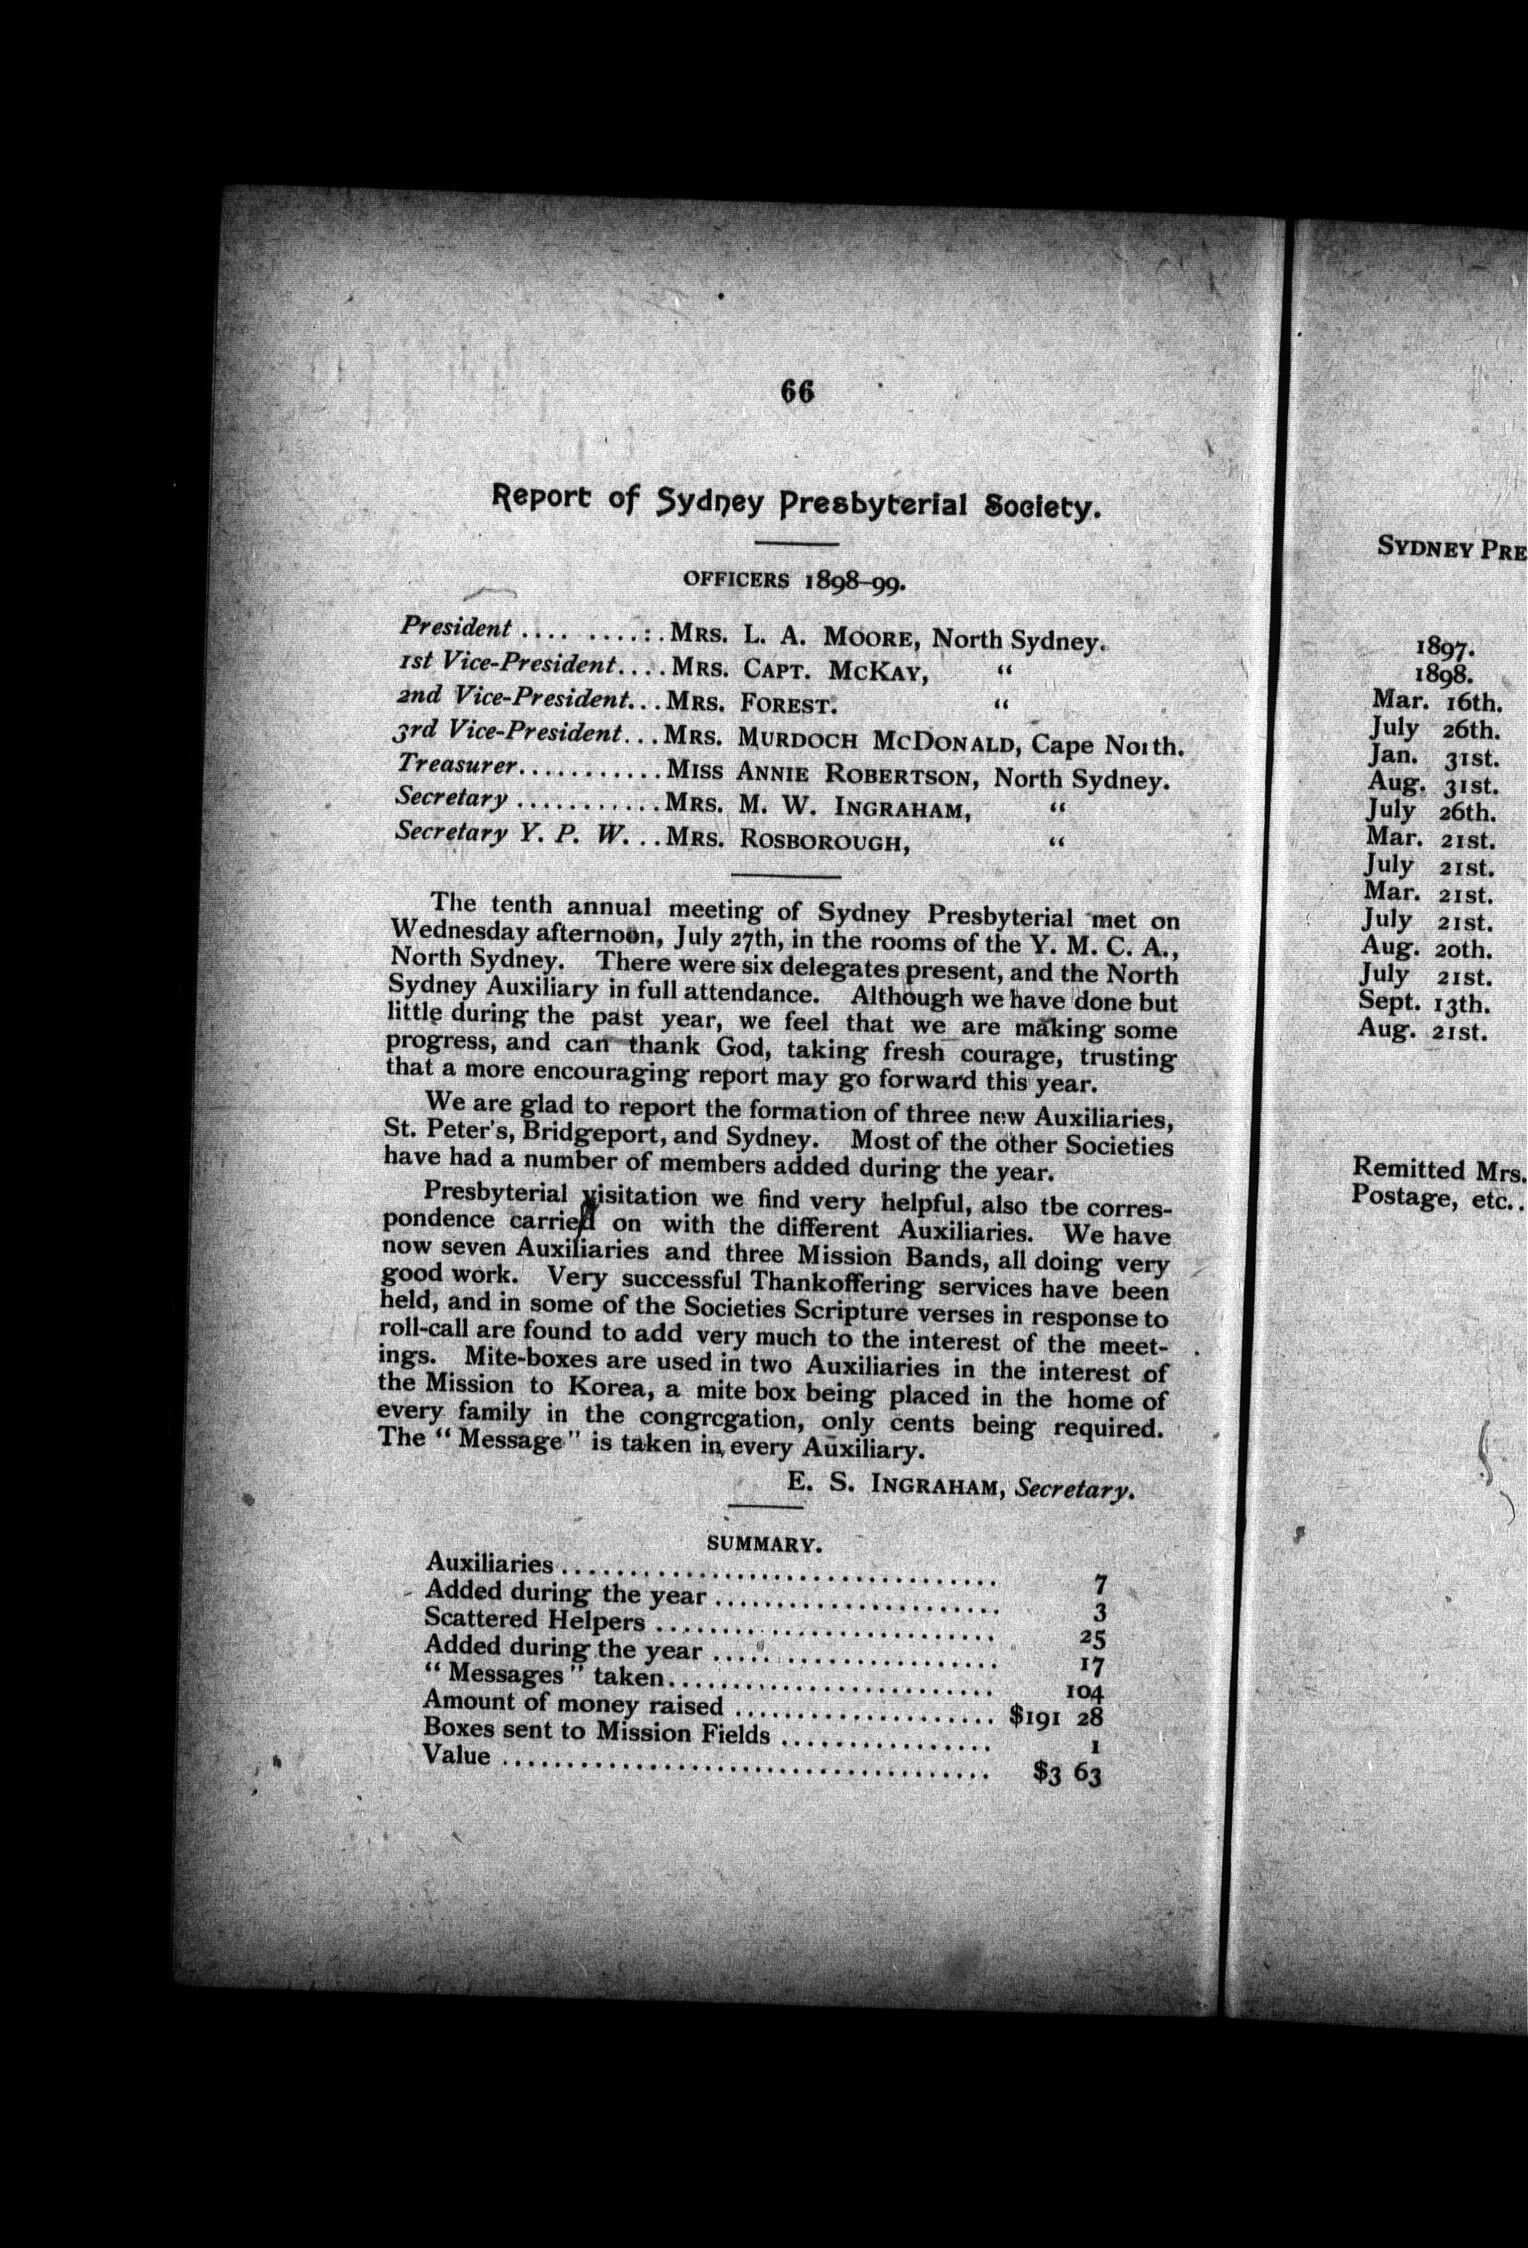 66
Report of Sydney Presbyterial Society.
OFFICERS 1898-99.
President .... .....:. MRS. L. A. MOORE, North Sydney.
1st Vice-President.... MRS. CAPT. MCKAY, "
2nd Vice-President... MRS. FOREST. "
3rd Vice-President... MRS. MURDOCH MCDONALD, Cape North.
Treasurer........... MISS ANNIE ROBERTSON, North Sydney.
Secretary ........... MRS. M. W. INGRAHAM, "
Secretary Y. P. W. .. MRS. ROSBOROUGH, "
The tenth annual meeting of Sydney Presbyterial met on
Wednesday afternoon, July 27th, in the rooms of the Y. M. C. A.,
North Sydney. There were six delegates present, and the North
Sydney Auxiliary in full attendance. Although we have done but
little during the past year, we feel that we are making some
progress, and can thank God, taking fresh courage, trusting
that a more encouraging report may go forward this year.
We are glad to report the formation of three new Auxiliaries,
St. Peter's, Bridgeport, and Sydney. Most of the other Societies
have had a number of members added during the year.
Presbyterial visitation we find very helpful, also tbe corres-
pondence carried on with the different Auxiliaries. We have
now seven Auxiliaries and three Mission Bands, all doing very
good work. Very successful Thankoffering services have been
held, and in some of the Societies Scripture verses in response to
roll-call are found to add very much to the interest of the meet-
ings. Mite-boxes are used in two Auxiliaries in the interest of
the Mission to Korea, a mite box being placed in the home of
every family in the congregation, only cents being required.
The "Message" is taken in every Auxiliary.
E. S. INGRAHAM, Secretary.
SUMMARY.
Auxiliaries ................................ 7
Added during the year ...................... 3
Scattered Helpers .......................... 25
Added during the year ...................... 17
"Messages" taken......................... 104
Amount of money raised .................... $191 28
Boxes sent to Mission Fields ................ 1
Value ..................................... $3 63
SYDNEY PRE
1897.
1898.
Mar. 16th.
July 26th.
Jan. 31st.
Aug. 31st.
July 26th.
Mar. 21st.
July 21st.
Mar. 21st.
July 21st.
Aug. 20th.
July 21st.
Sept. 13th.
Aug. 21st.
Remitted Mrs.
Postage, etc..